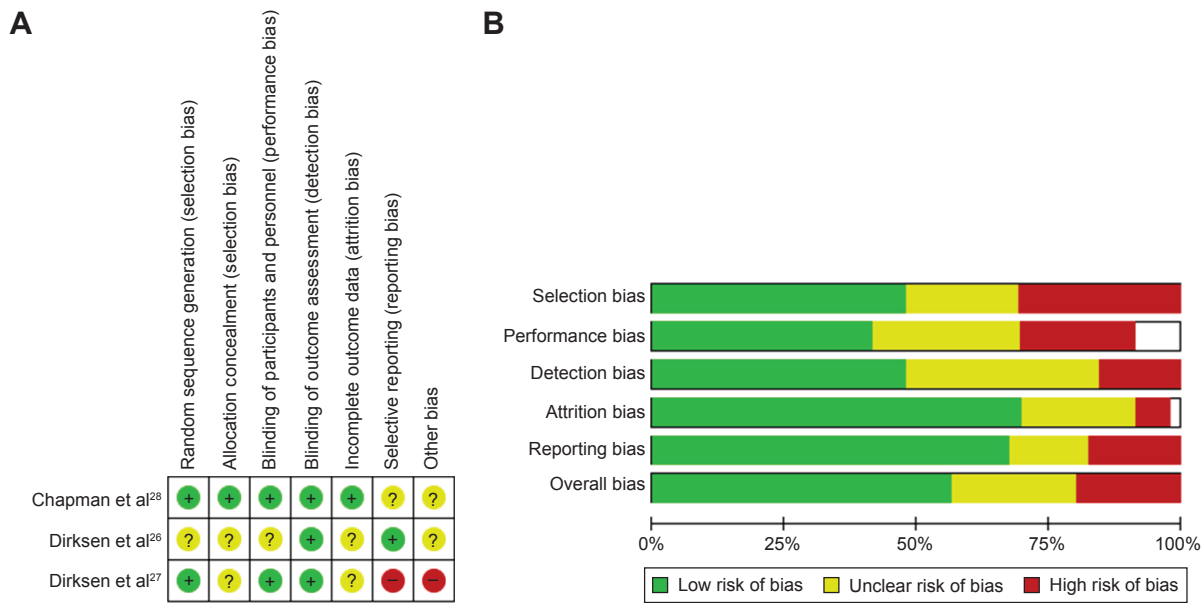 A
Random sequence generation (selection bias)
Allocation concealment (selection bias)
Blinding of participants and personnel (performance bias)
Blinding of outcome assessment (detection bias)
Incomplete outcome data (attrition bias)
Selective reporting (reporting bias)
Other bias
Chapman et al28
+ + + + + ? ?
Dirksen et al26
? ? ? + ? + ?
Dirksen et al27
+ ? + + ? − −
B
Selection bias
Performance bias
Detection bias
Attrition bias
Reporting bias
Overall bias
0% 25% 50% 75% 100%
Low risk of bias Unclear risk of bias High risk of bias